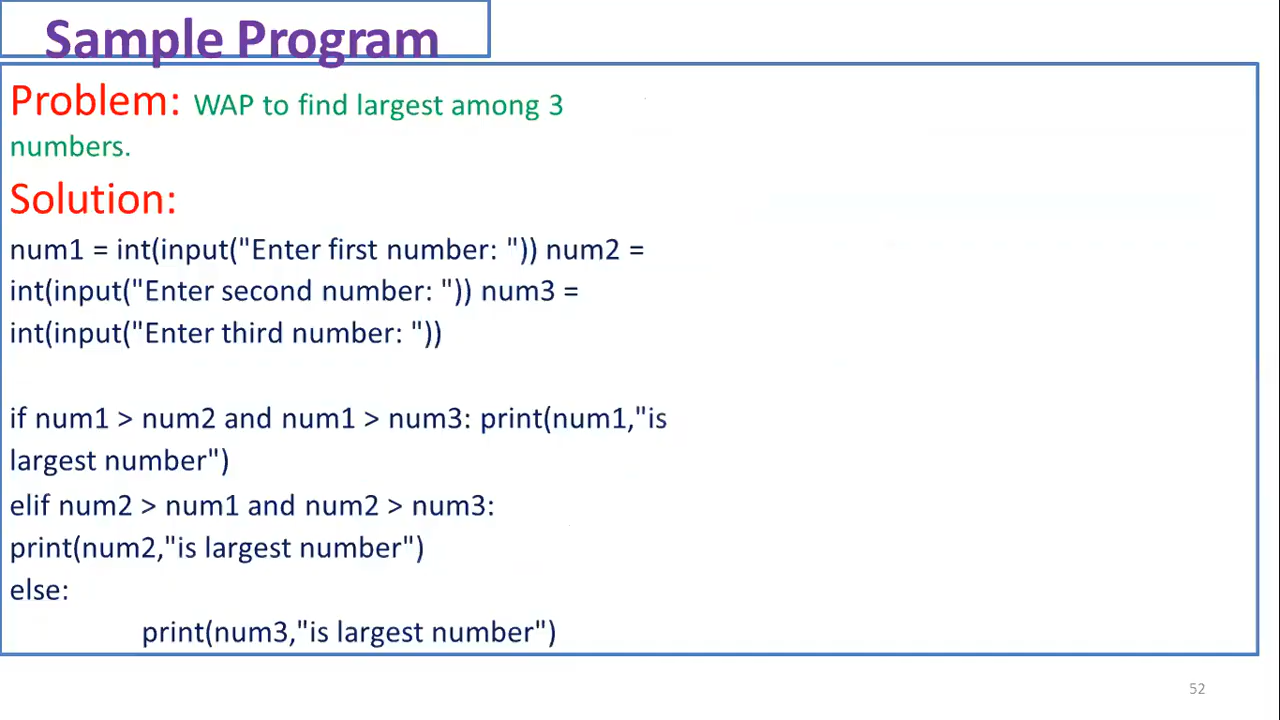 Sample Program
Problem: WAP to find largest among 3
numbers.
Solution:
num1 = int(input("Enter first number: ")) num2 =
int(input("Enter second number: ")) num3 =
int(input("Enter third number: "))
if num1 > num2 and num1 > num3: print(num1,"is
largest number")
elif num2 > num1 and num2 > num3:
print(num2,"is largest number")
else:
print(num3,"is largest number")
52